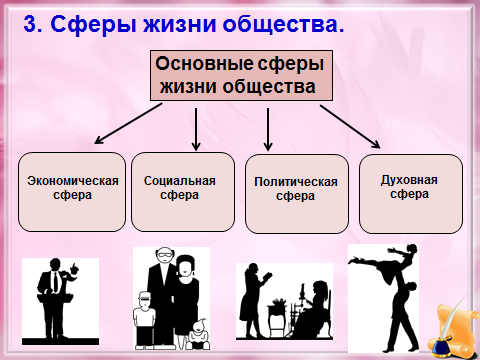 3. Сферы жизни общества.
Основные сферы
жизни общества
Экономическая
сфера
Социальная
сфера
Политическая
сфера
Духовная
сфера